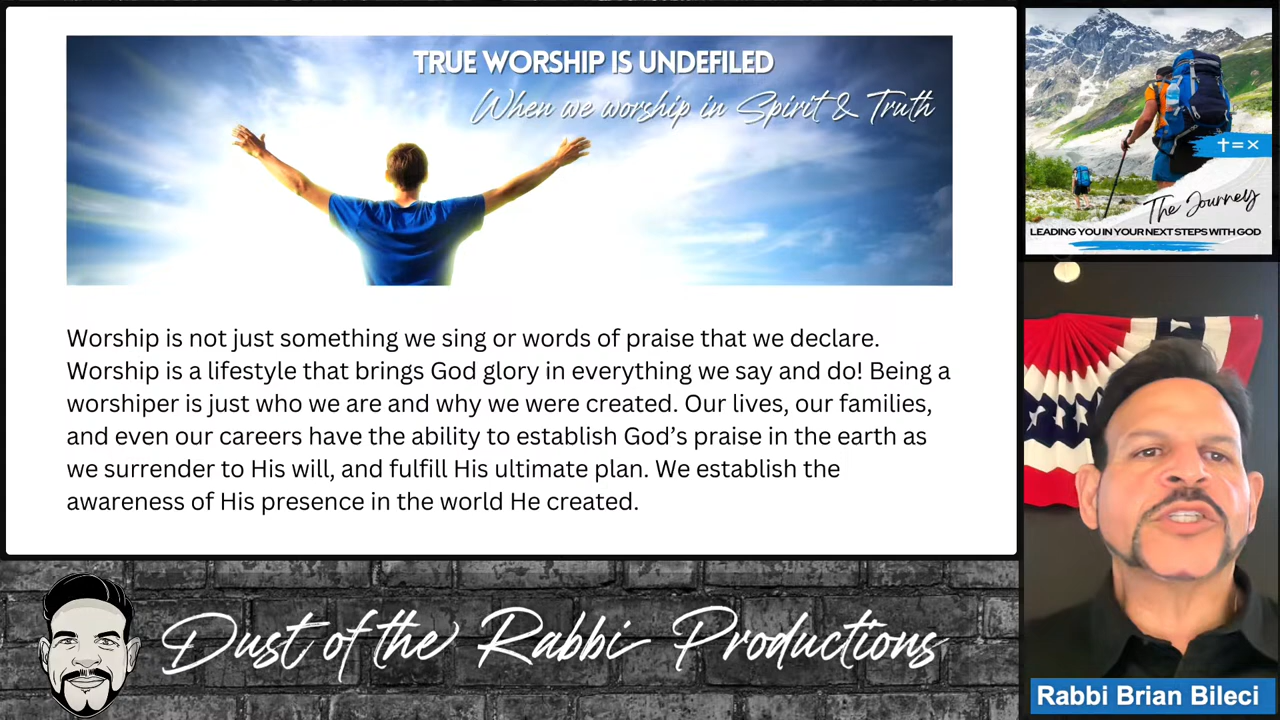 TRUE WORSHIP IS UNDEFILED
When we worship in Spirit & Truth
Worship is not just something we sing or words of praise that we declare.
Worship is a lifestyle that brings God glory in everything we say and do! Being a
worshiper is just who we are and why we were created. Our lives, our families,
and even our careers have the ability to establish God’s praise in the earth as
we surrender to His will, and fulfill His ultimate plan. We establish the
awareness of His presence in the world He created.
†=×
The Journey
LEADING YOU IN YOUR NEXT STEPS WITH GOD
Dust of the Rabbi Productions
Rabbi Brian Bileci